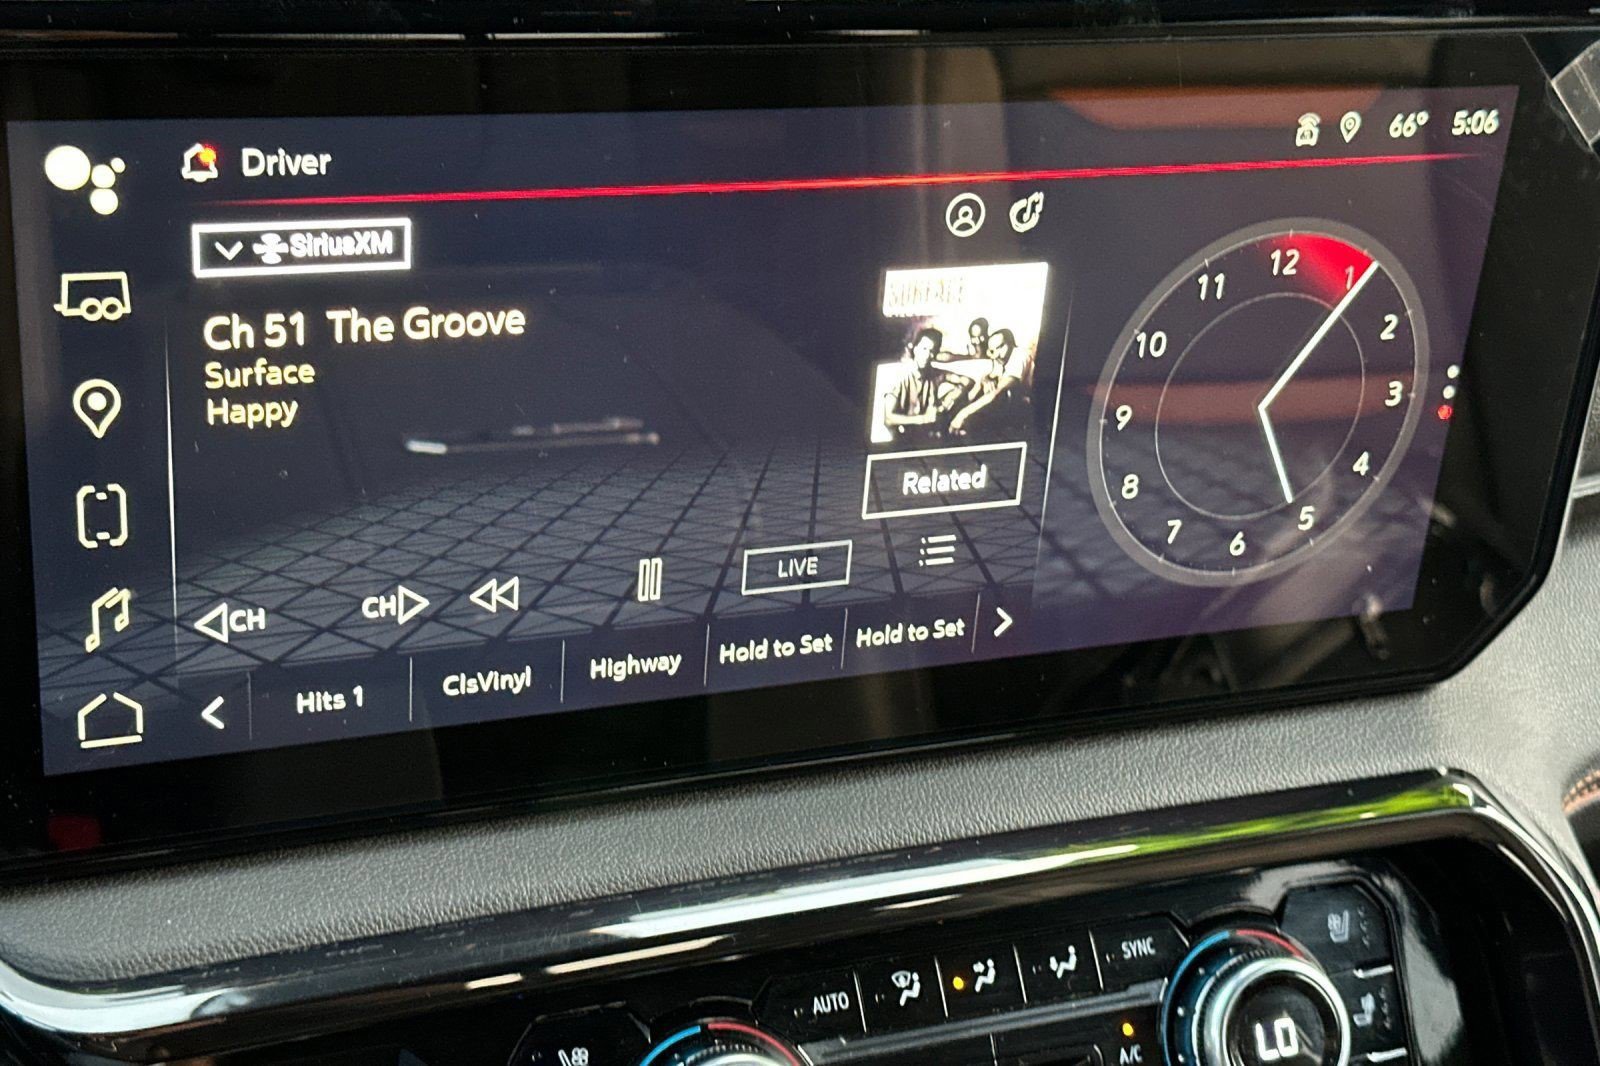 Driver
66° 5:06
SiriusXM
Ch 51 The Groove
Surface
Happy
SURFACE
Related
12
1
2
3
4
5
6
7
8
9
10
11
CH
CH
LIVE
Hits 1
ClsVinyl
Highway
Hold to Set
Hold to Set
AUTO
SYNC
A/C
LO